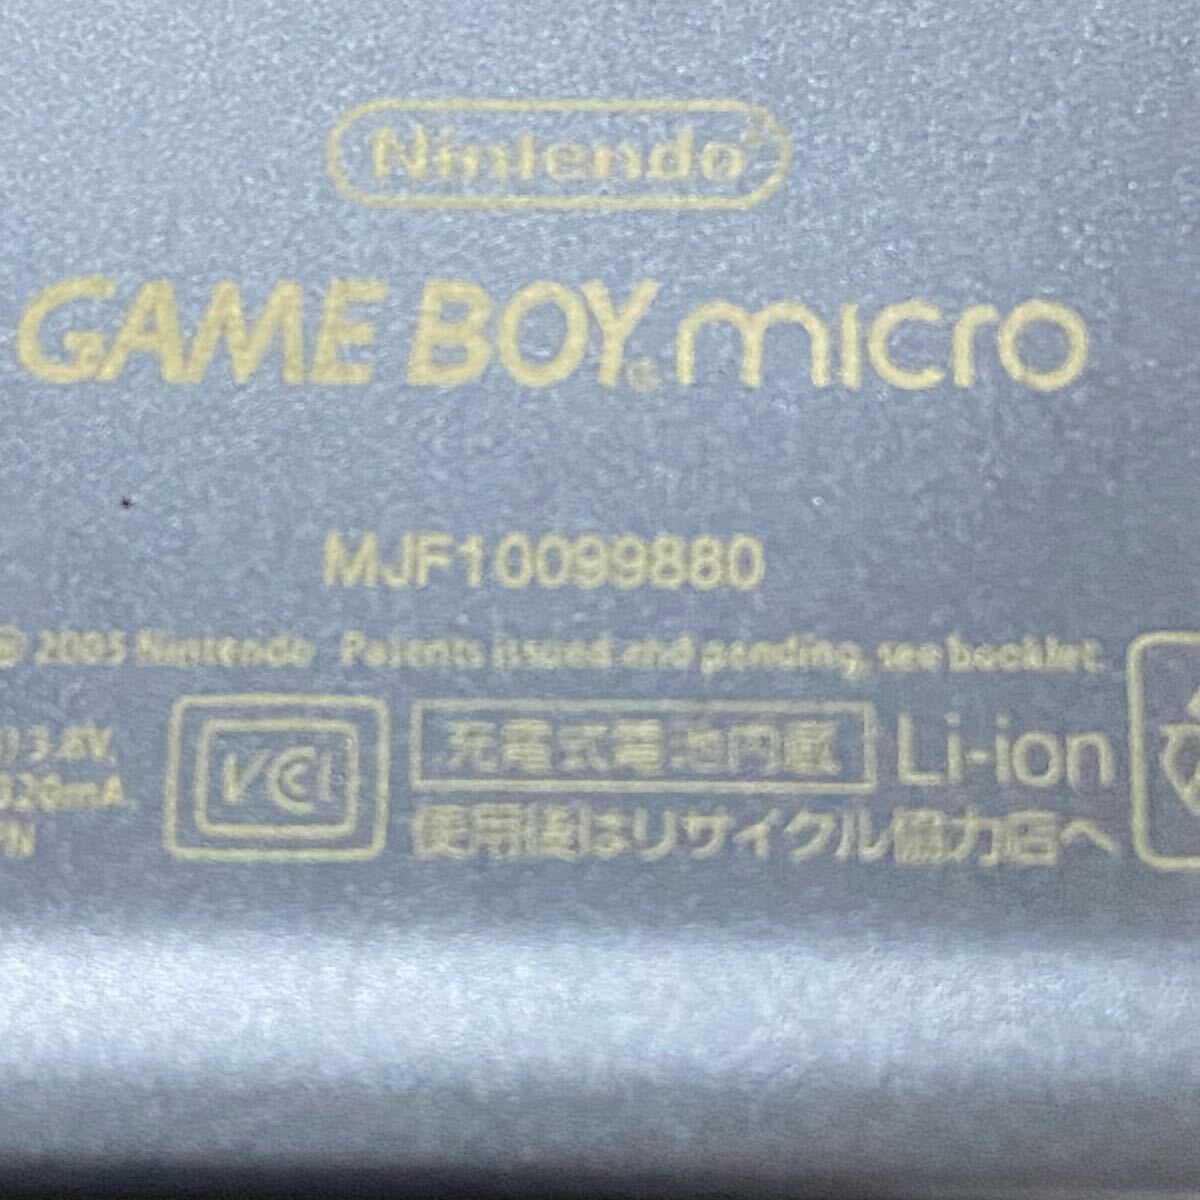 Nintendo®
GAME BOY® micro
MJF10099880
© 2005 Nintendo Patents issued and pending, see booklet.
3.8V,
320mA,
VCCI
充電式電池内蔵 Li-ion
使用後はリサイクル協力店へ